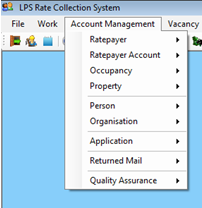 LPS Rate Collection System
File Work Account Management Vacancy
Ratepayer
Ratepayer Account
Occupancy
Property
Person
Organisation
Application
Returned Mail
Quality Assurance